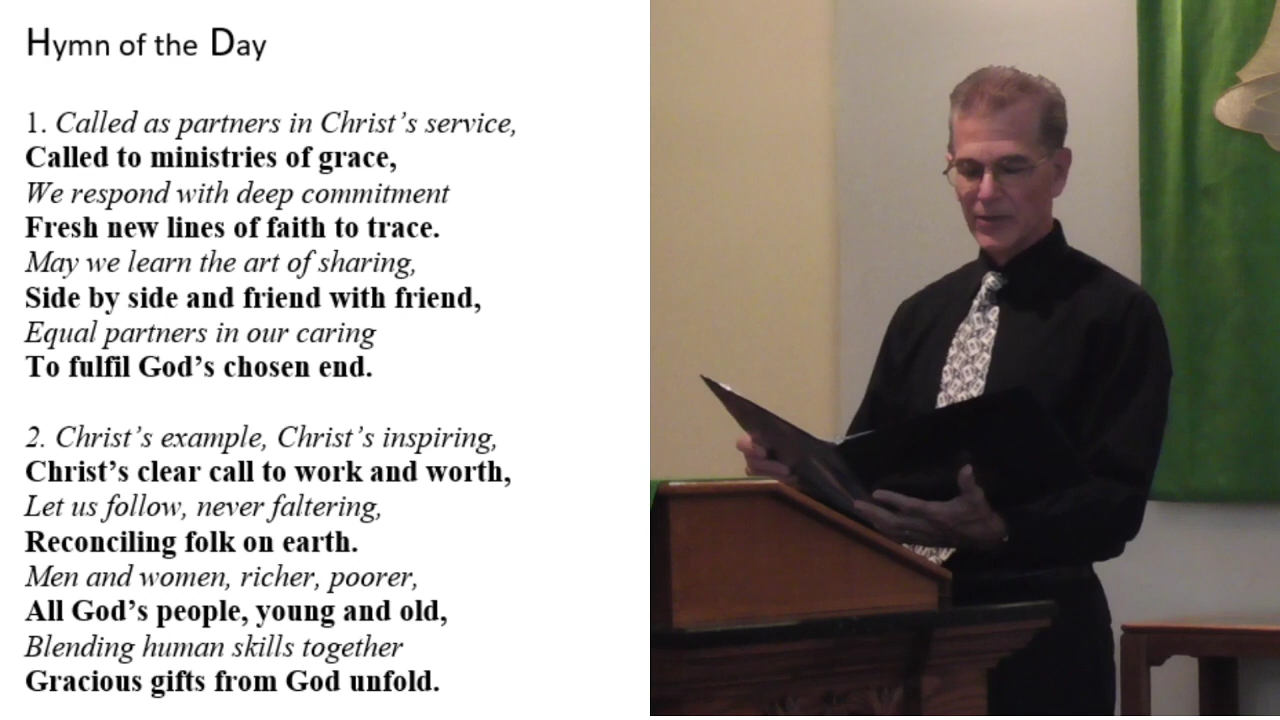 Hymn of the Day
1. Called as partners in Christ's service,
Called to ministries of grace,
We respond with deep commitment
Fresh new lines of faith to trace.
May we learn the art of sharing,
Side by side and friend with friend,
Equal partners in our caring
To fulfil God's chosen end.
2. Christ's example, Christ's inspiring,
Christ's clear call to work and worth,
Let us follow, never faltering,
Reconciling folk on earth.
Men and women, richer, poorer,
All God's people, young and old,
Blending human skills together
Gracious gifts from God unfold.